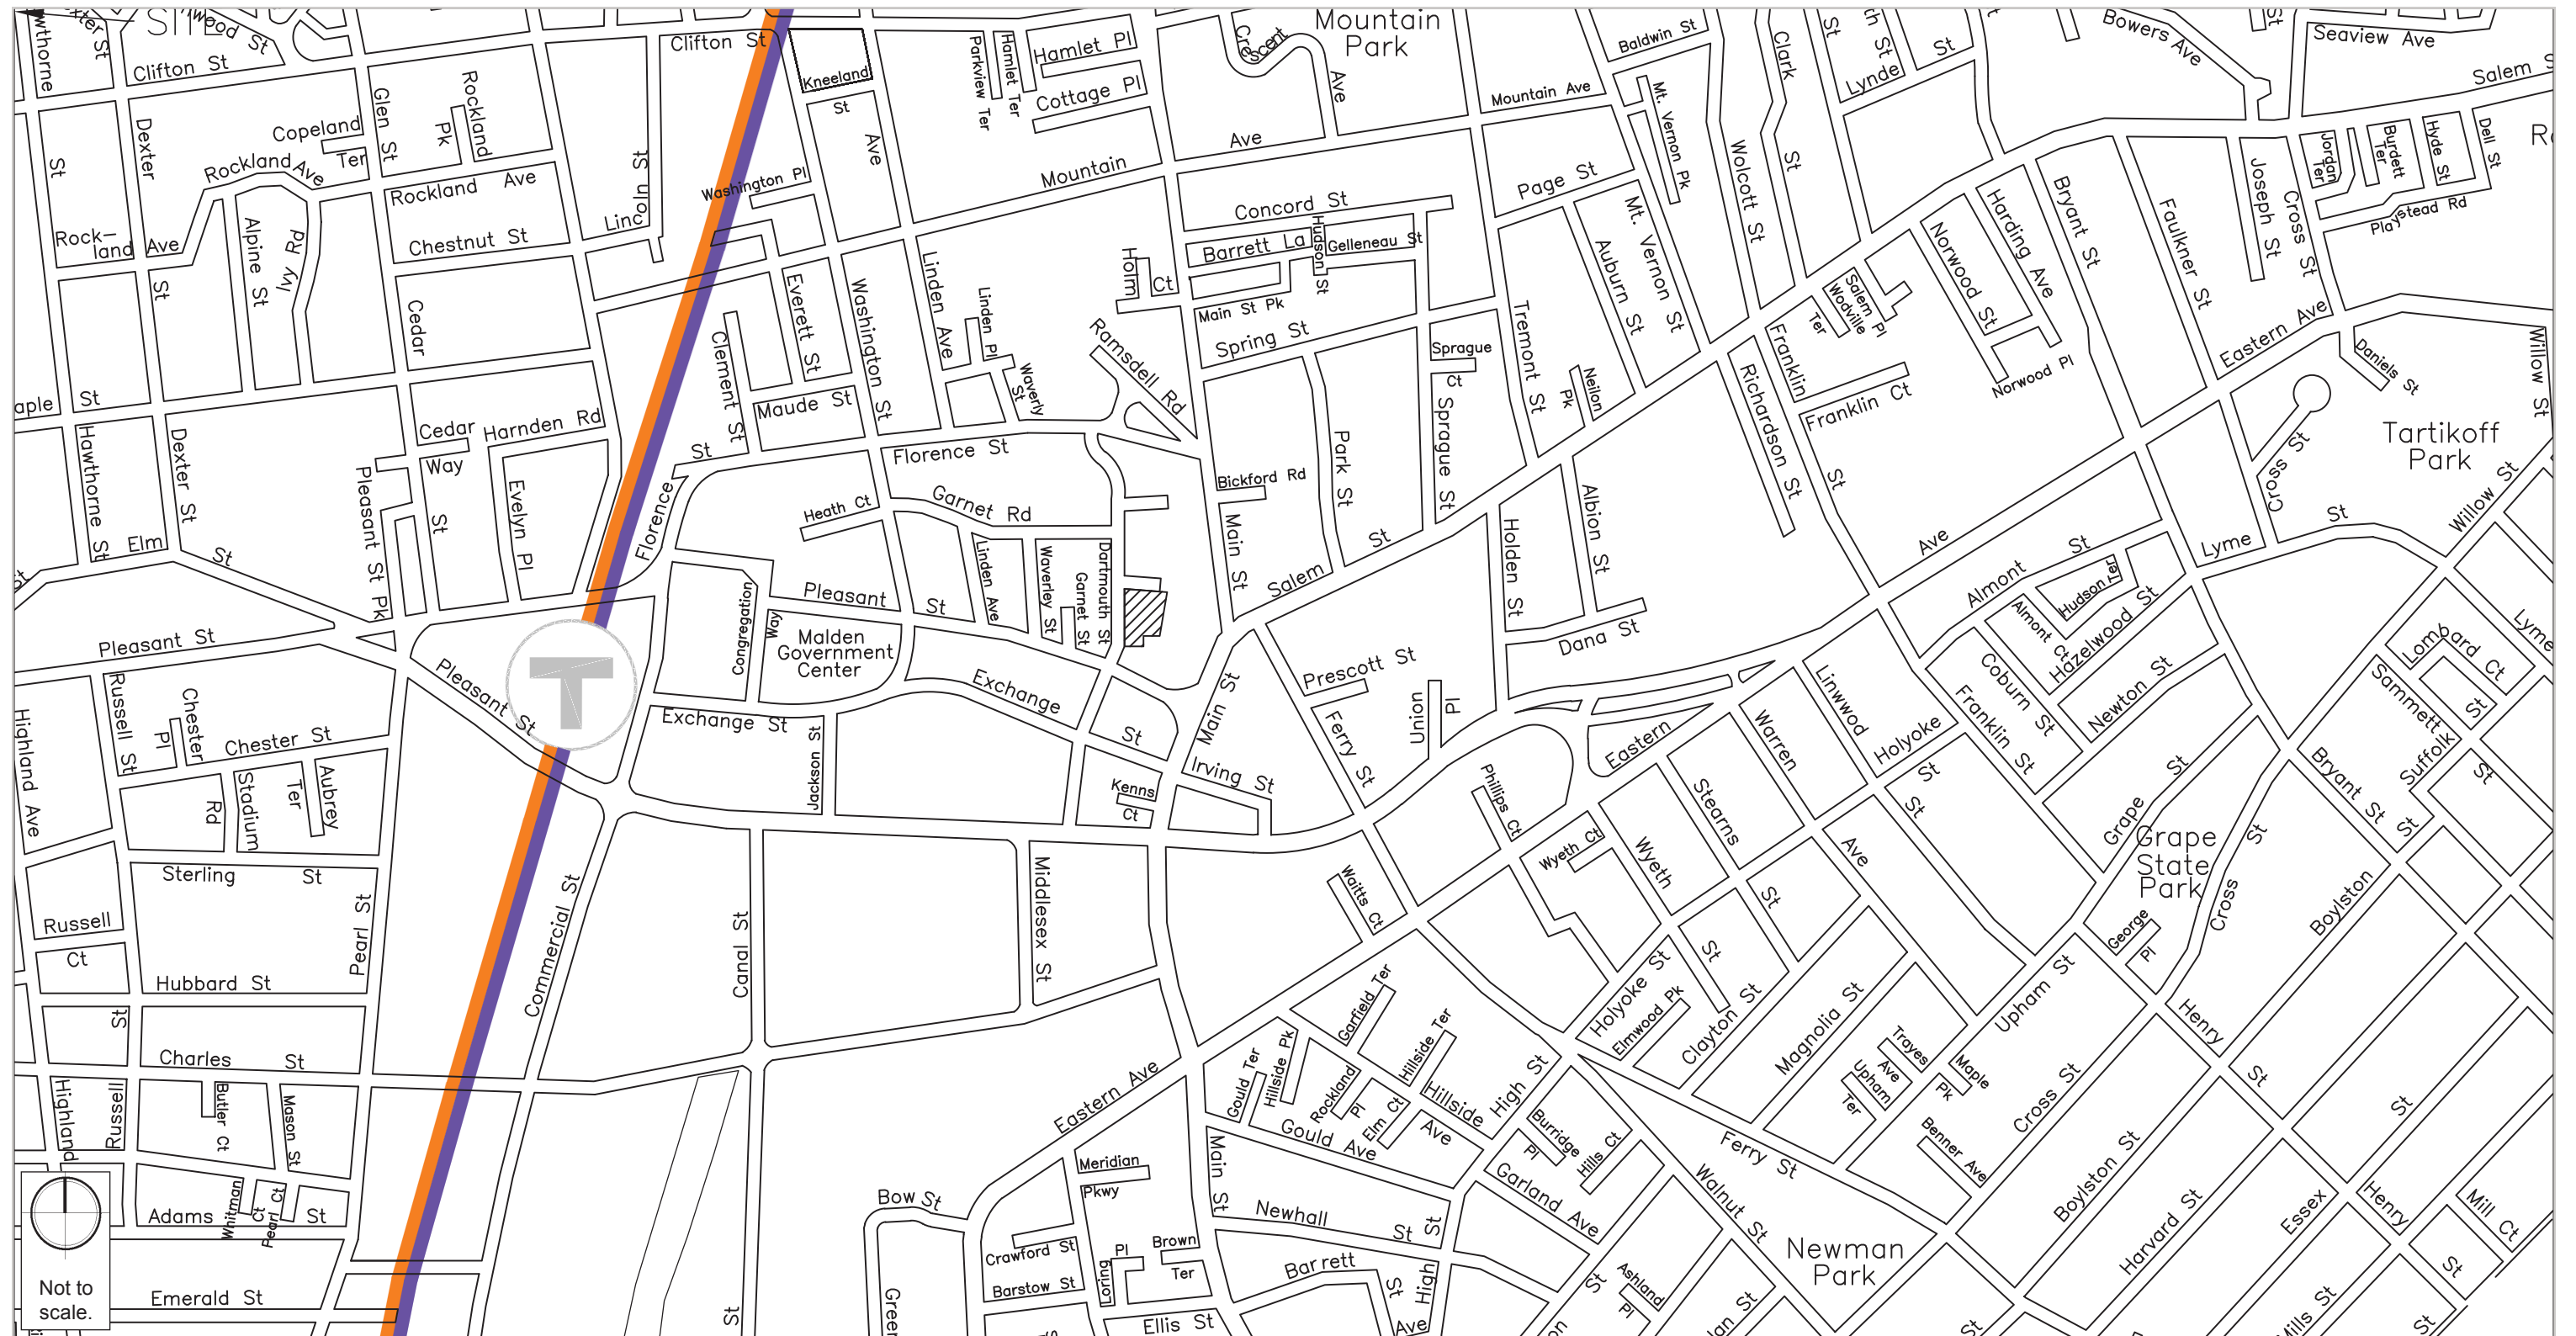 SITE
Clifton St
Clifton St
Kneeland
St
Parkview Ter
Hamlet Ter
Hamlet Pl
Cottage Pl
Crescent
Ave
Mountain
Park
Mountain Ave
Baldwin St
Clark
St
Lynde
St
Bowers Ave
Seaview Ave
Salem
Dexter
St
Copeland
Ter
Glen St
Rockland
Pk
Rockland Ave
Rockland Ave
Rock-
land Ave
Alpine St
Ivy Rd
Chestnut St
Cedar
Lincoln St
Washington Pl
Ave
Mountain
Ave
Concord St
Barrett La
Hudson St
Gelleneau St
Main St Pk
Spring St
Holm
Ct
Page St
Mt. Vernon Pk
Mt. Vernon St
Auburn St
Wolcott St
Tremont St
Neilon
Pk
Franklin
Ter
Wodville
Salem Pl
Norwood St
Harding Ave
Norwood Pl
Bryant St
Faulkner St
Joseph St
Cross St
Jordan
Ter
Burdett
Ter
Hyde St
Dell St
Playstead Rd
Eastern Ave
Daniels St
Willow St
Tartikoff
Park
St
Hawthorne St
Dexter St
Elm
St
Pleasant St
Pleasant St Pk
Cedar
Way
St
Harnden Rd
Evelyn Pl
Florence
St
Clement St
Everett St
Maude St
Washington St
Linden Ave
Linden Pl
Waverly
St
Ramsdell Rd
Florence St
Heath Ct
Garnet Rd
Linden Ave
Waverley St
Garnet St
Dartmouth St
Congregation
Way
Pleasant
St
Malden
Government
Center
Exchange
St
Exchange St
Pleasant St
T
Bickford Rd
Main St
Park St
Sprague
Ct
Sprague St
Salem
St
Holden St
Albion St
Dana St
Richardson St
Franklin Ct
St
Ave
Almont
St
Hudson Ter
Almont Ct
Hazelwood St
Coburn St
Franklin St
Newton St
Lyme
St
Cross St
Willow St
Lyme
Lombard Ct
Sammett
St
Suffolk
St
Bryant St
St
Highland Ave
Russell St
Chester
Pl
Chester St
Rd
Stadium
Ter
Aubrey
Sterling St
Russell
Ct
Hubbard St
Pearl St
St
Charles St
Highland
Russell
Butler Ct
Mason St
Whitman
Ct
Pearl Ct
Adams St
Emerald St
Not to
scale.
Commercial St
Canal St
Middlesex St
Jackson St
Kenns
Ct
Main St
Irving St
Prescott St
Ferry St
Union
Pl
Phillips Ct
Waitts Ct
Wyeth Ct
Wyeth
St
Eastern
Stearns
St
Warren
Ave
Linwood
St
Holyoke
St
Grape
St
Grape
State
Park
Cross
St
Boylston
George
Pl
Henry
St
Upham St
Holyoke St
Elmwood Pk
Clayton St
Magnolia St
Trayes
Ave
Upham
Ter
Maple
Pk
Benner Ave
Cross St
Boylston St
Harvard St
Essex
St
Henry
Mill Ct
St
Mills St
Eastern Ave
Gould Ter
Hillside Pk
Garfield Ter
Hillside Ter
Rockland
Pl
Elm Ct
Hillside
Ave
High St
Gould Ave
Burridge
Pl
Hills Ct
Garland Ave
Ferry St
Walnut St
Newman
Park
Meridian
Pkwy
Bow St
Green
Crawford St
Barstow St
Loring
Pl
Brown
Ter
Ellis St
Main St
Newhall
St
St
Barrett
St
High
Ave
Ashland
Pl
St